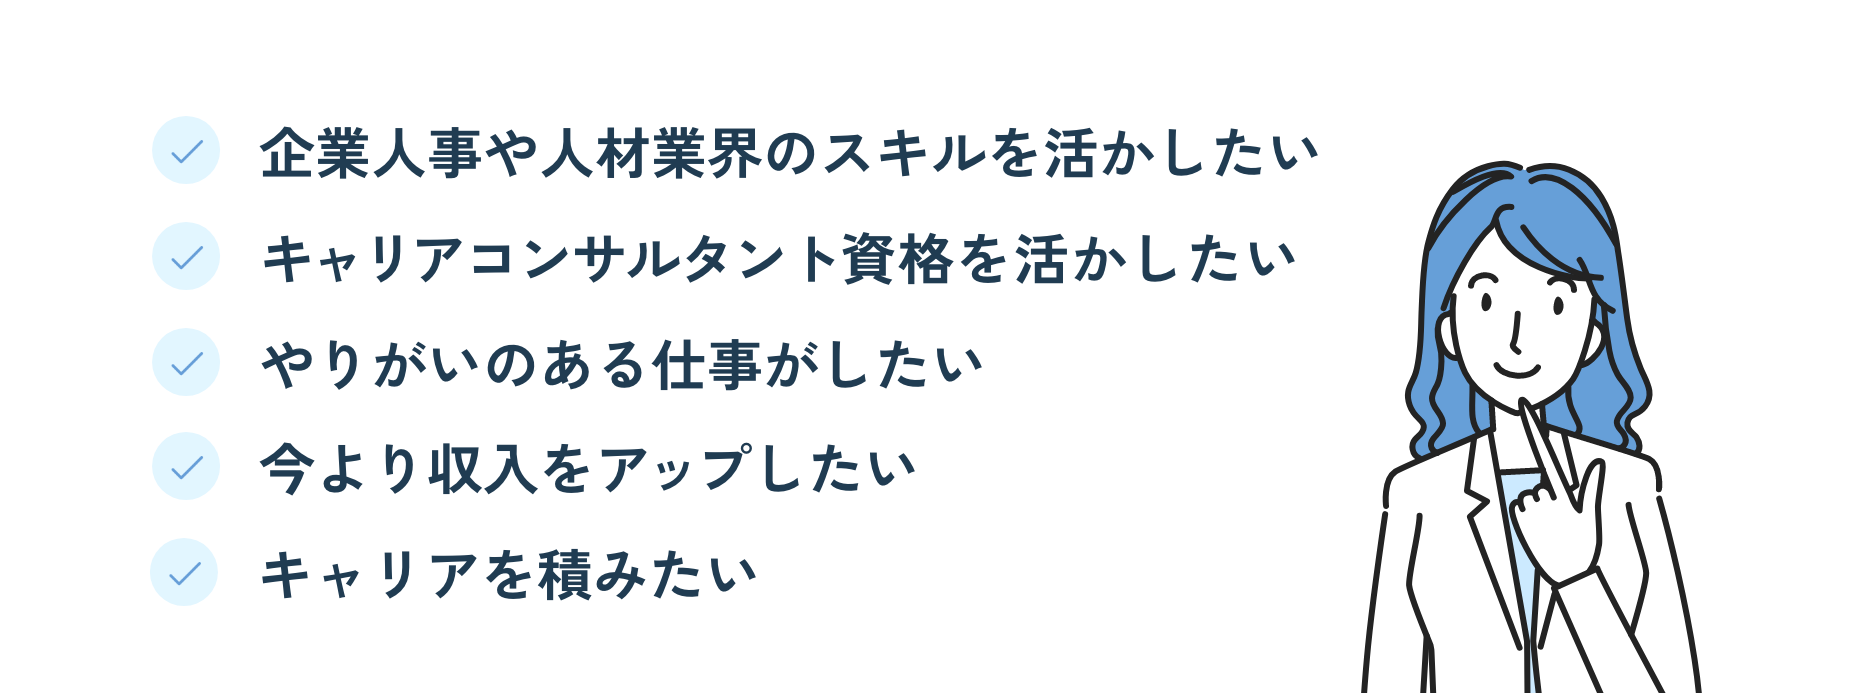 企業人事や人材業界のスキルを活かしたい
キャリアコンサルタント資格を活かしたい
やりがいのある仕事がしたい
今より収入をアップしたい
キャリアを積みたい